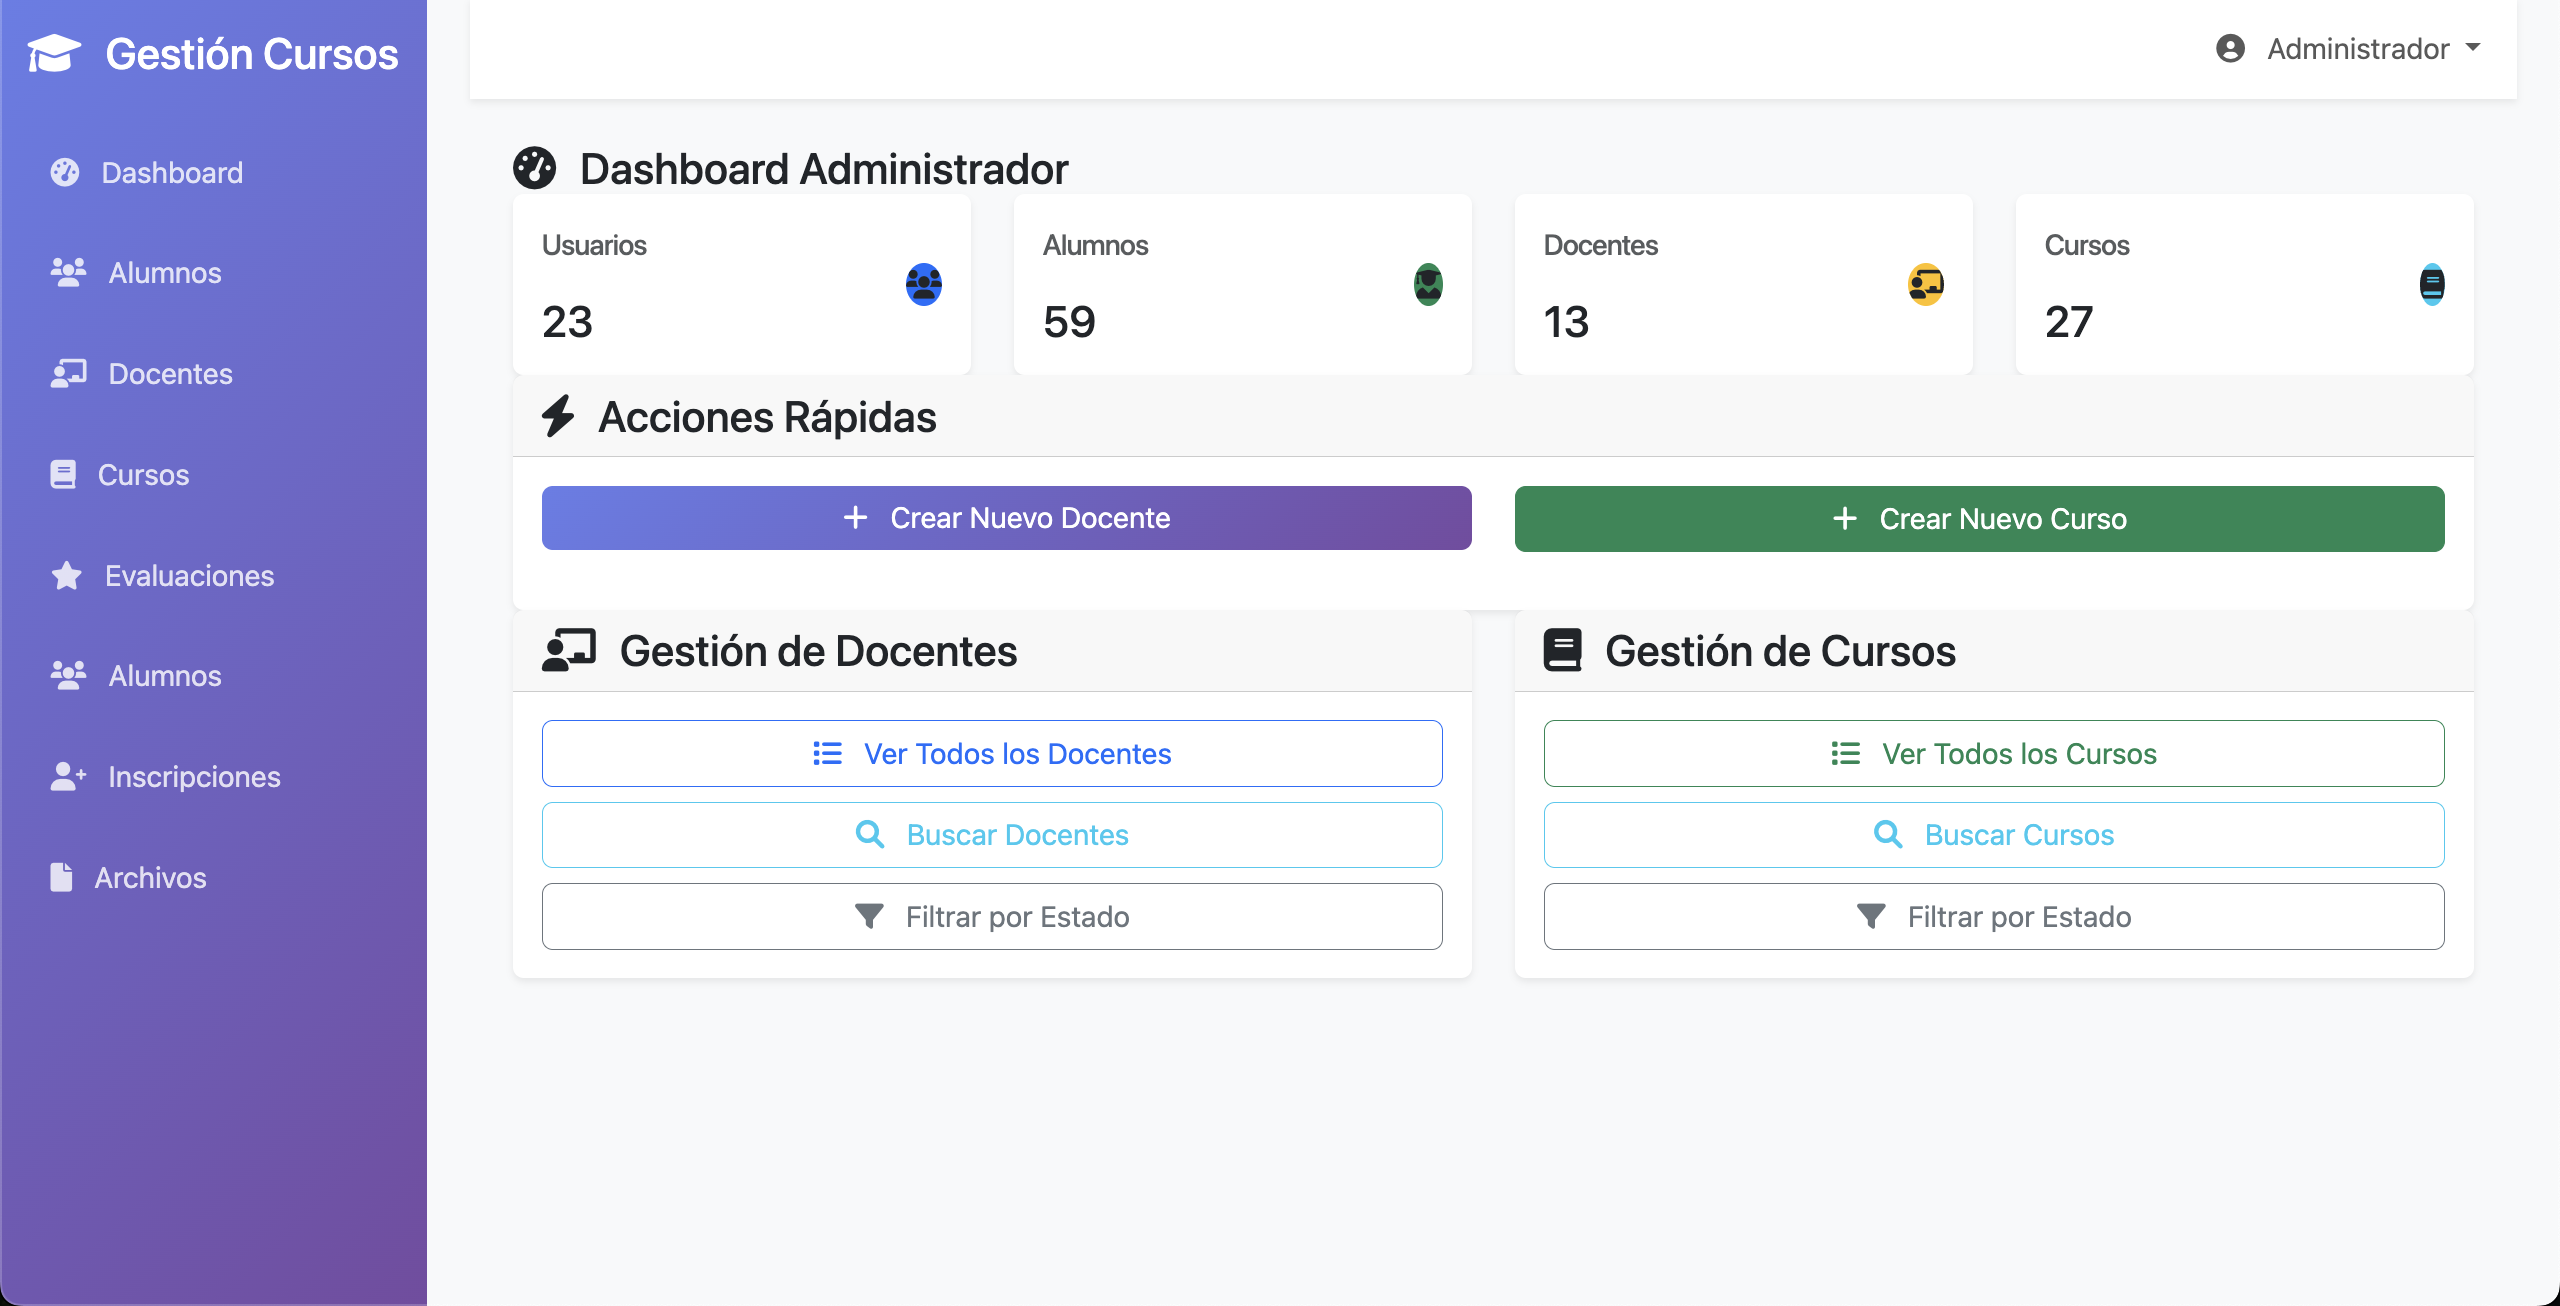 Gestión Cursos
Dashboard
Alumnos
Docentes
Cursos
Evaluaciones
Alumnos
Inscripciones
Archivos
Administrador
Dashboard Administrador
Usuarios
23
Alumnos
59
Docentes
13
Cursos
27
Acciones Rápidas
Crear Nuevo Docente
Crear Nuevo Curso
Gestión de Docentes
Ver Todos los Docentes
Buscar Docentes
Filtrar por Estado
Gestión de Cursos
Ver Todos los Cursos
Buscar Cursos
Filtrar por Estado